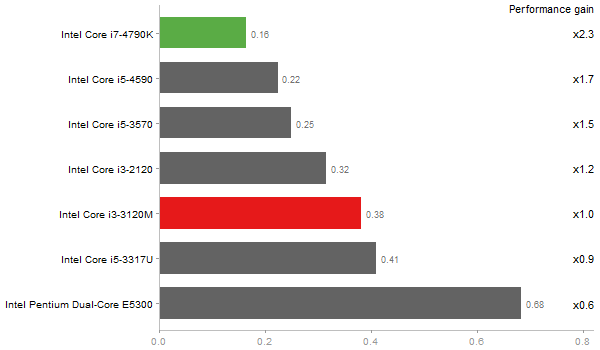 Performance gain
Intel Core i7-4790K 0.16 x2.3
Intel Core i5-4590 0.22 x1.7
Intel Core i5-3570 0.25 x1.5
Intel Core i3-2120 0.32 x1.2
Intel Core i3-3120M 0.38 x1.0
Intel Core i5-3317U 0.41 x0.9
Intel Pentium Dual-Core E5300 0.68 x0.6
0.0 0.2 0.4 0.6 0.8